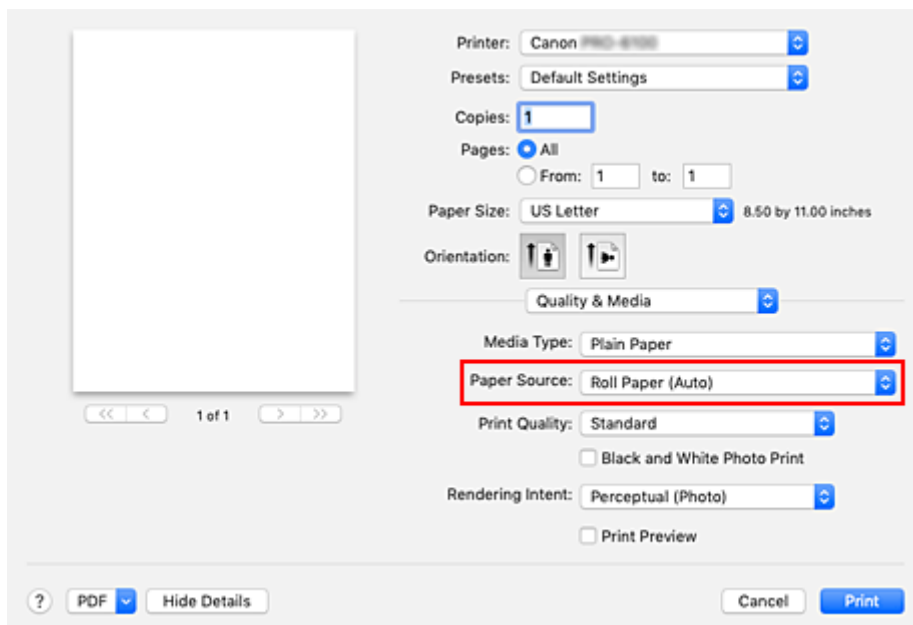 Printer: Canon
Presets: Default Settings
Copies: 1
Pages: All
From: 1 to: 1
Paper Size: US Letter 8.50 by 11.00 inches
Orientation:
Quality & Media
Media Type: Plain Paper
Paper Source: Roll Paper (Auto)
<< < 1 of 1 > >>
Print Quality: Standard
Black and White Photo Print
Rendering Intent: Perceptual (Photo)
Print Preview
? PDF Hide Details Cancel Print